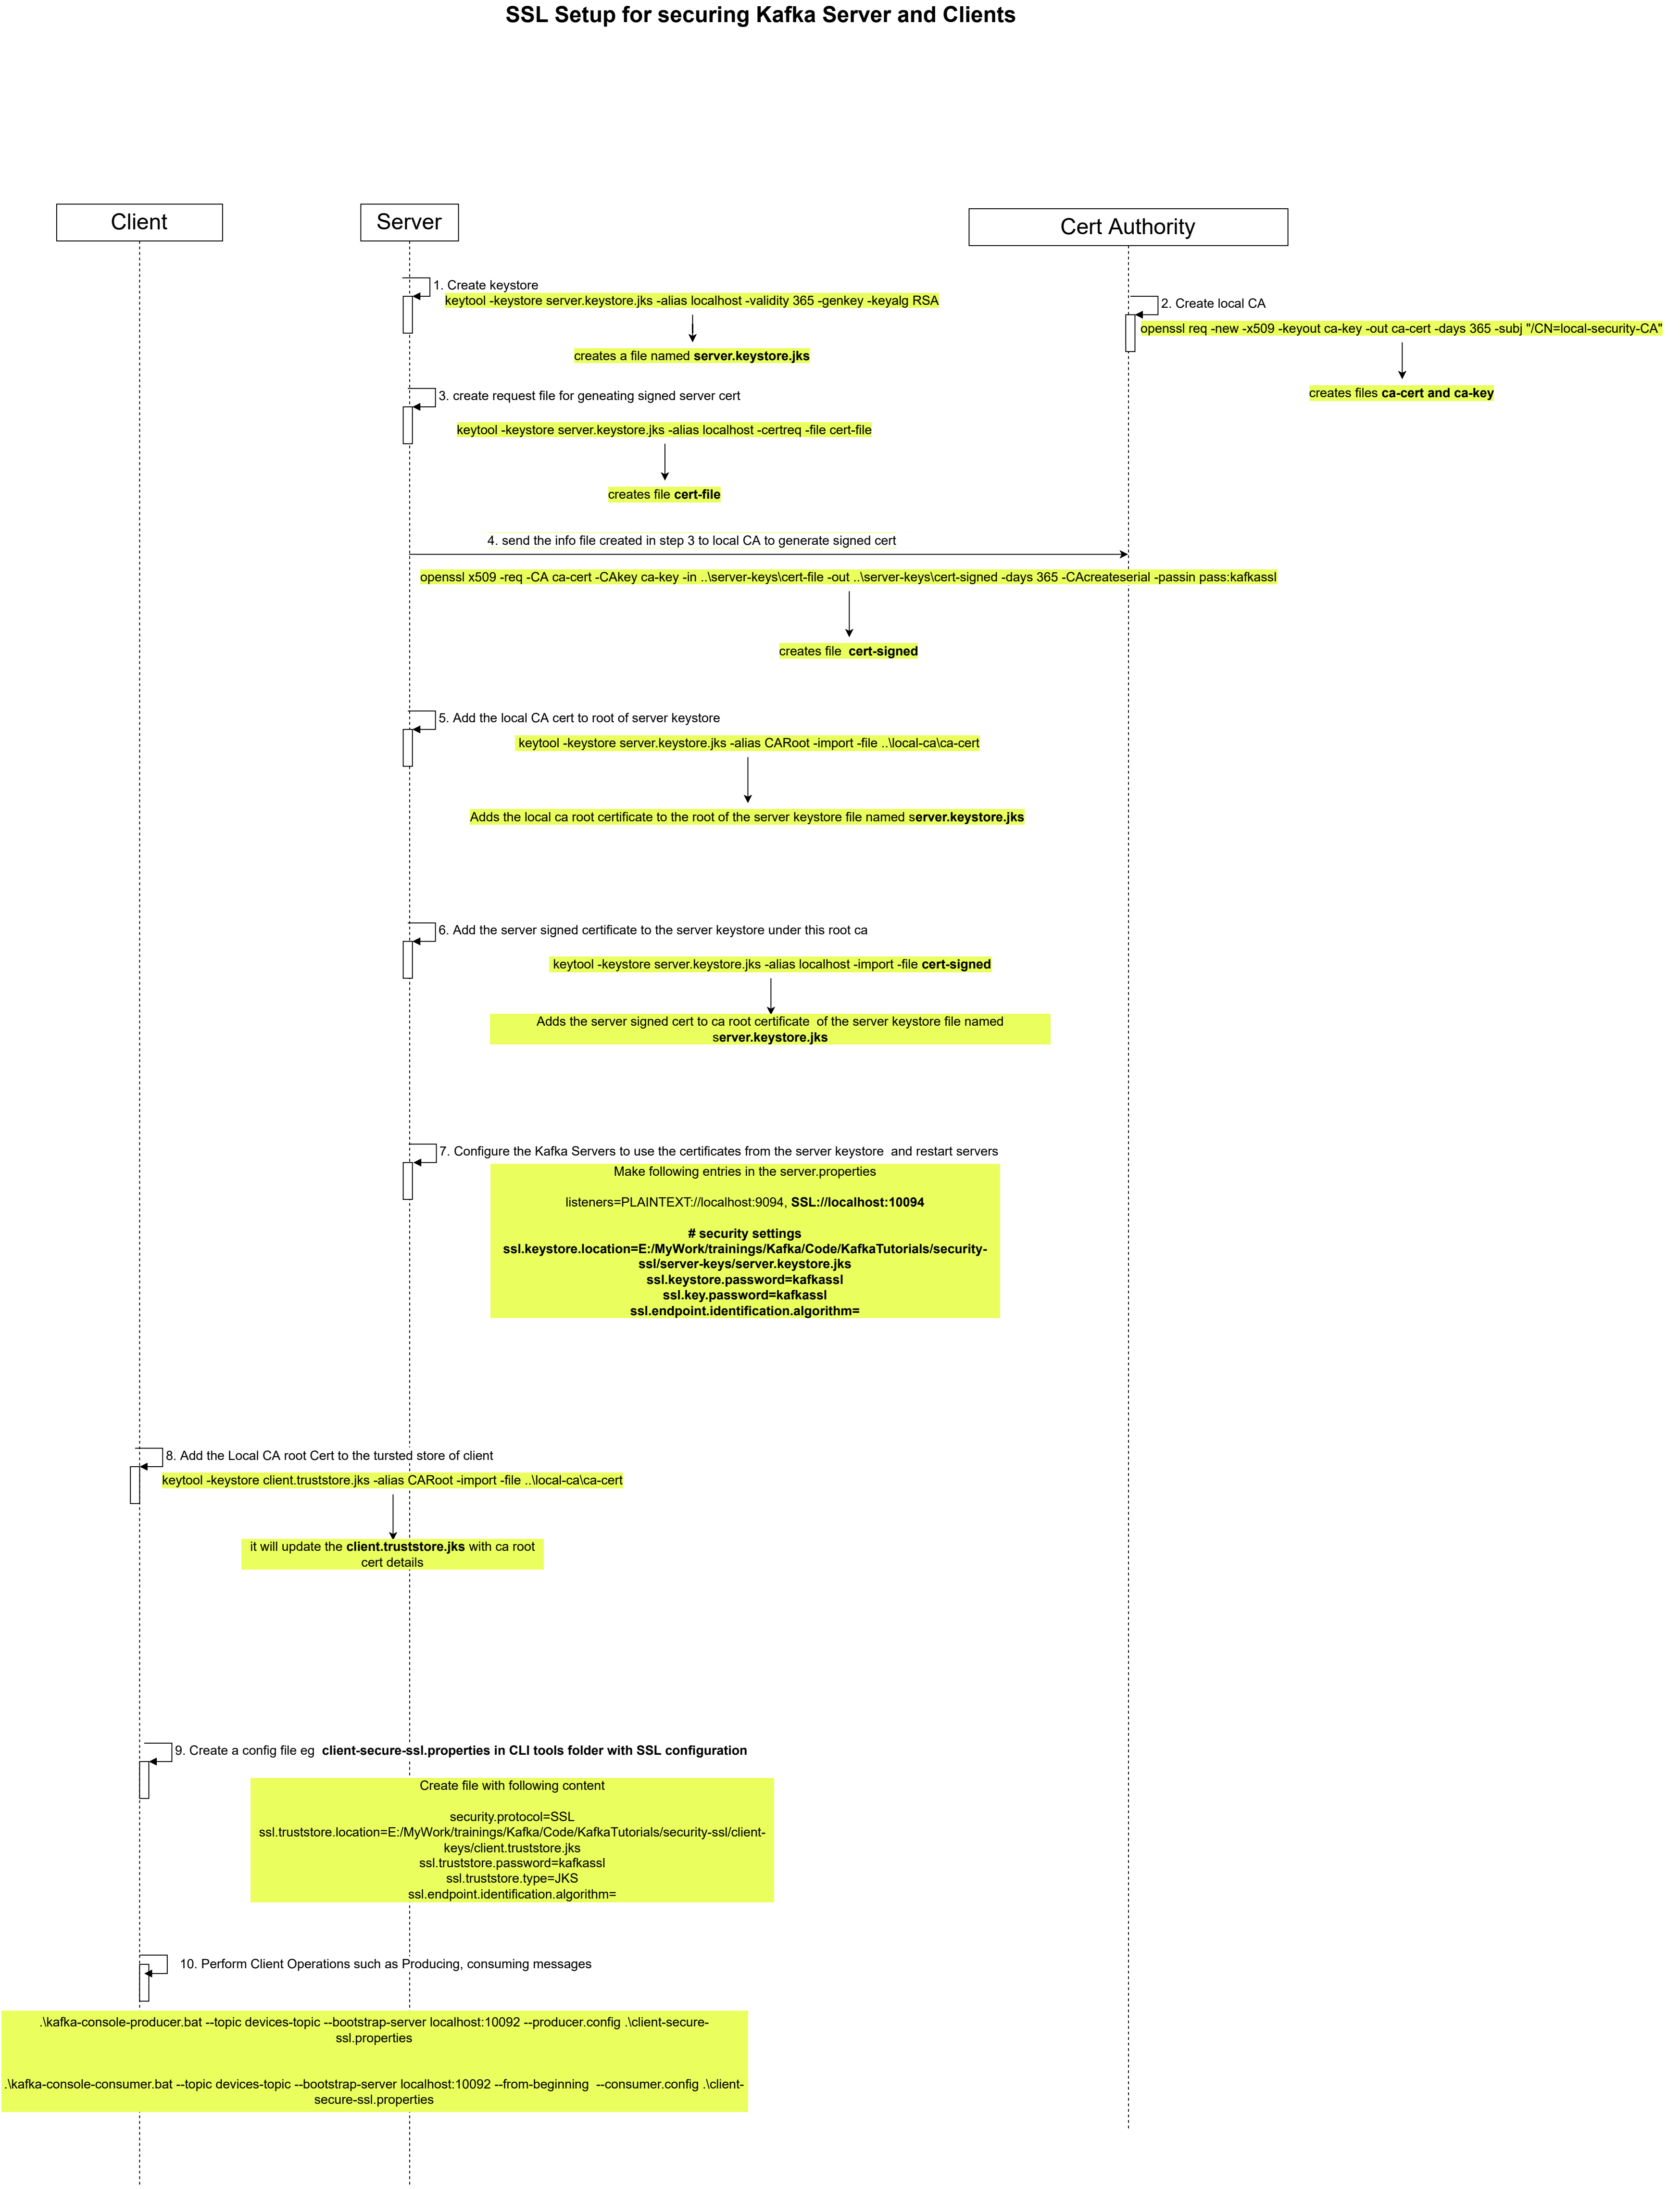 SSL Setup for securing Kafka Server and Clients
Client
Server
Cert Authority
1. Create keystore
keytool -keystore server.keystore.jks -alias localhost -validity 365 -genkey -keyalg RSA
creates a file named server.keystore.jks
2. Create local CA
openssl req -new -x509 -keyout ca-key -out ca-cert -days 365 -subj "/CN=local-security-CA"
creates files ca-cert and ca-key
3. create request file for geneating signed server cert
keytool -keystore server.keystore.jks -alias localhost -certreq -file cert-file
creates file cert-file
4. send the info file created in step 3 to local CA to generate signed cert
openssl x509 -req -CA ca-cert -CAkey ca-key -in ..\server-keys\cert-file -out ..\server-keys\cert-signed -days 365 -CAcreateserial -passin pass:kafkassl
creates file  cert-signed
5. Add the local CA cert to root of server keystore
keytool -keystore server.keystore.jks -alias CARoot -import -file ..\local-ca\ca-cert
Adds the local ca root certificate to the root of the server keystore file named server.keystore.jks
6. Add the server signed certificate to the server keystore under this root ca
keytool -keystore server.keystore.jks -alias localhost -import -file cert-signed
Adds the server signed cert to ca root certificate  of the server keystore file named
server.keystore.jks
7. Configure the Kafka Servers to use the certificates from the server keystore  and restart servers
Make following entries in the server.properties
listeners=PLAINTEXT://localhost:9094, SSL://localhost:10094
# security settings
ssl.keystore.location=E:/MyWork/trainings/Kafka/Code/KafkaTutorials/security-
ssl/server-keys/server.keystore.jks
ssl.keystore.password=kafkassl
ssl.key.password=kafkassl
ssl.endpoint.identification.algorithm=
8. Add the Local CA root Cert to the tursted store of client
keytool -keystore client.truststore.jks -alias CARoot -import -file ..\local-ca\ca-cert
it will update the client.truststore.jks with ca root
cert details
9. Create a config file eg  client-secure-ssl.properties in CLI tools folder with SSL configuration
Create file with following content
security.protocol=SSL
ssl.truststore.location=E:/MyWork/trainings/Kafka/Code/KafkaTutorials/security-ssl/client-
keys/client.truststore.jks
ssl.truststore.password=kafkassl
ssl.truststore.type=JKS
ssl.endpoint.identification.algorithm=
10. Perform Client Operations such as Producing, consuming messages
.\kafka-console-producer.bat --topic devices-topic --bootstrap-server localhost:10092 --producer.config .\client-secure-
ssl.properties
.\kafka-console-consumer.bat --topic devices-topic --bootstrap-server localhost:10092 --from-beginning  --consumer.config .\client-
secure-ssl.properties